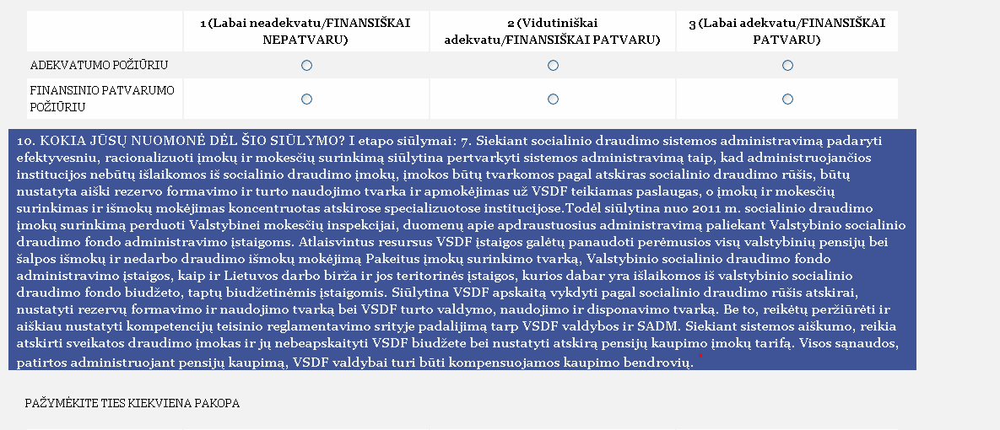 1 (Labai neadekvatu/FINANSIŠKAI NEPATVARU)
2 (Vidutiniškai adekvatu/FINANSIŠKAI PATVARU)
3 (Labai adekvatu/FINANSIŠKAI PATVARU)
ADEKVATUMO POŽIŪRIU
FINANSINIO PATVARUMO
POŽIŪRIU
10. KOKIA JŪSŲ NUOMONĖ DĖL ŠIO SIŪLYMO? I etapo siūlymai: 7. Siekiant socialinio draudimo sistemos administravimą padaryti
efektyvesniu, racionalizuoti įmokų ir mokesčių surinkimą siūlytina pertvarkyti sistemos administravimą taip, kad administruojančios
institucijos nebūtų išlaikomos iš socialinio draudimo įmokų, įmokos būtų tvarkomos pagal atskiras socialinio draudimo rūšis, būtų
nustatyta aiški rezervo formavimo ir turto naudojimo tvarka ir apmokėjimas už VSDF teikiamas paslaugas, o įmokų ir mokesčių
surinkimas ir išmokų mokėjimas koncentruotas atskirose specializuotose institucijose.Todėl siūlytina nuo 2011 m. socialinio draudimo
įmokų surinkimą perduoti Valstybinei mokesčių inspekcijai, duomenų apie apdraustuosius administravimą paliekant Valstybinio socialinio
draudimo fondo administravimo įstaigoms. Atlaisvintus resursus VSDF įstaigos galėtų panaudoti perėmusios visų valstybinių pensijų bei
šalpos išmokų ir nedarbo draudimo išmokų mokėjimą Pakeitus įmokų surinkimo tvarką, Valstybinio socialinio draudimo fondo
administravimo įstaigos, kaip ir Lietuvos darbo birža ir jos teritorinės įstaigos, kurios dabar yra išlaikomos iš valstybinio socialinio
draudimo fondo biudžeto, taptų biudžetinėmis įstaigomis. Siūlytina VSDF apskaitą vykdyti pagal socialinio draudimo rūšis atskirai,
nustatyti rezervų formavimo ir naudojimo tvarką bei VSDF turto valdymo, naudojimo ir disponavimo tvarką. Be to, reikėtų peržiūrėti ir
aiškiau nustatyti kompetencijų teisinio reglamentavimo srityje padalijimą tarp VSDF valdybos ir SADM. Siekiant sistemos aiškumo, reikia
atskirti sveikatos draudimo įmokas ir jų nebeapskaityti VSDF biudžete bei nustatyti atskirą pensijų kaupimo įmokų tarifą. Visos sąnaudos,
patirtos administruojant pensijų kaupimą, VSDF valdybai turi būti kompensuojamos kaupimo bendrovių. *
PAŽYMĖKITE TIES KIEKVIENA PAKOPA